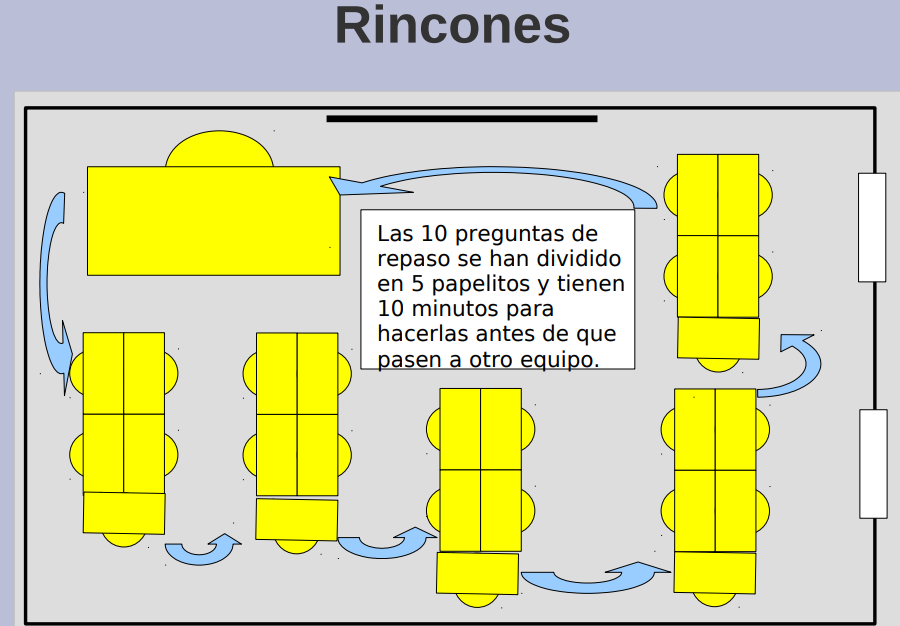 Rincones
Las 10 preguntas de
repaso se han dividido
en 5 papelitos y tienen
10 minutos para
hacerlas antes de que
pasen a otro equipo.